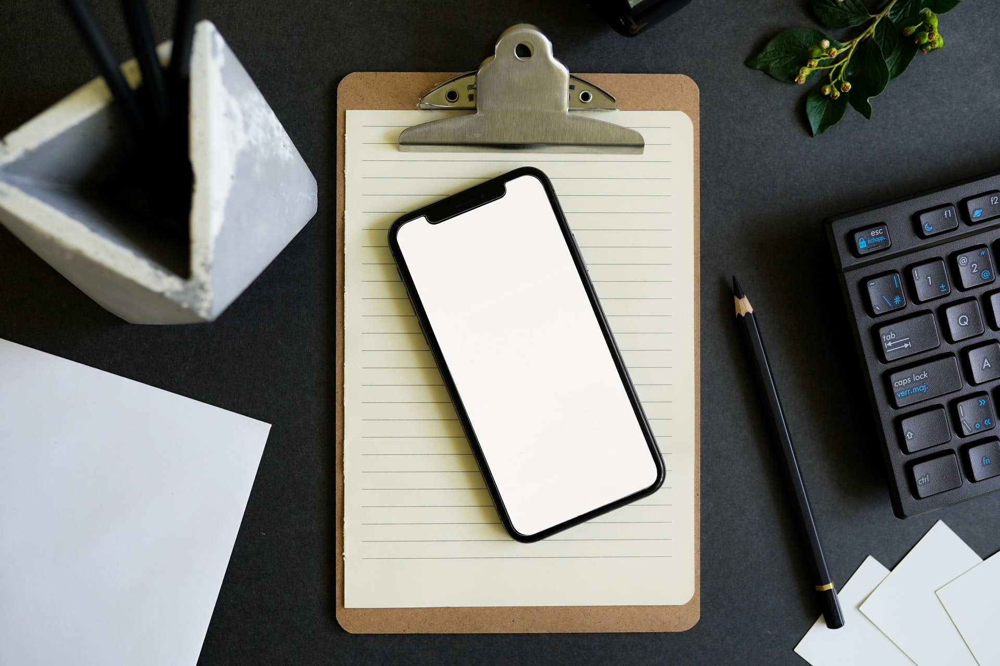 f1
f2
esc
échapp.
Fn
~ |
\ #
! 1 ±
@ 2 " @
tab
Q
caps lock
verr.maj.
A
| »
\ ° «
ctrl
fn